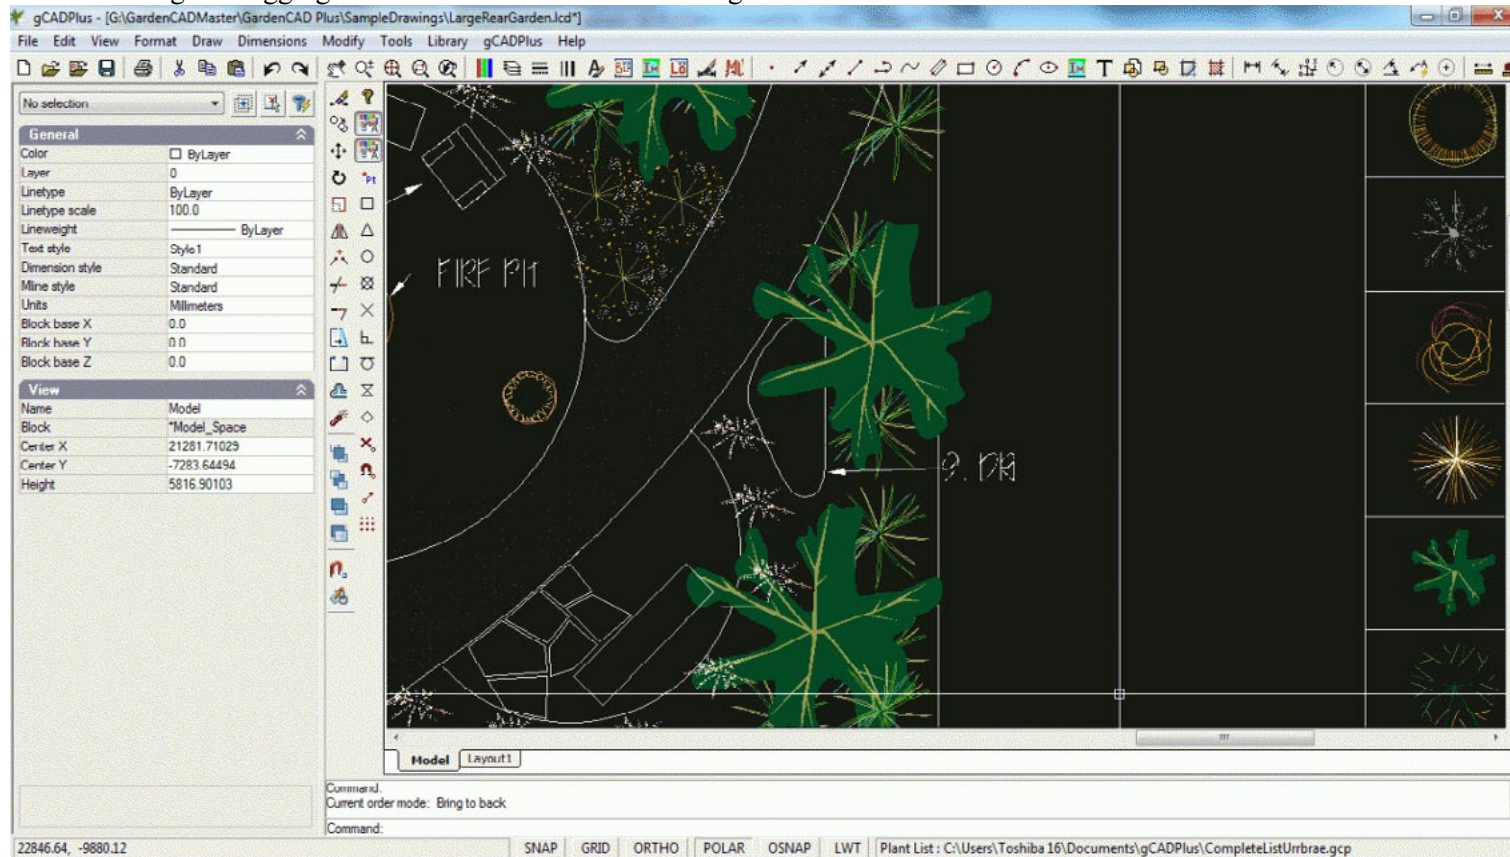 gCADPlus - [G:\GardenCADMaster\GardenCAD Plus\SampleDrawings\LargeRearGarden.lcd*]
File Edit View Format Draw Dimensions Modify Tools Library gCADPlus Help
No selection
General
Color ByLayer
Layer 0
Linetype ByLayer
Linetype scale 100.0
Lineweight ByLayer
Text style Style1
Dimension style Standard
Mline style Standard
Units Millimeters
Block base X 0.0
Block base Y 0.0
Block base Z 0.0
View
Name Model
Block *Model_Space
Center X 21281.71029
Center Y -7283.64494
Height 5816.90103
Pt
FIRE PIT
Model Layout1
Command.
Current order mode: Bring to back
Command:
22846.64, -9880.12 SNAP GRID ORTHO POLAR OSNAP LWT Plant List : C:\Users\Toshiba 16\Documents\gCADPlus\CompleteListUrrbrae.gcp